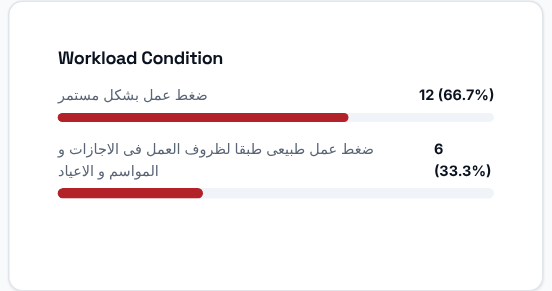 Workload Condition
ضغط عمل بشكل مستمر
12 (66.7%)
ضغط عمل طبيعى طبقا لظروف العمل فى الاجازات و
المواسم و الاعياد
6
(33.3%)